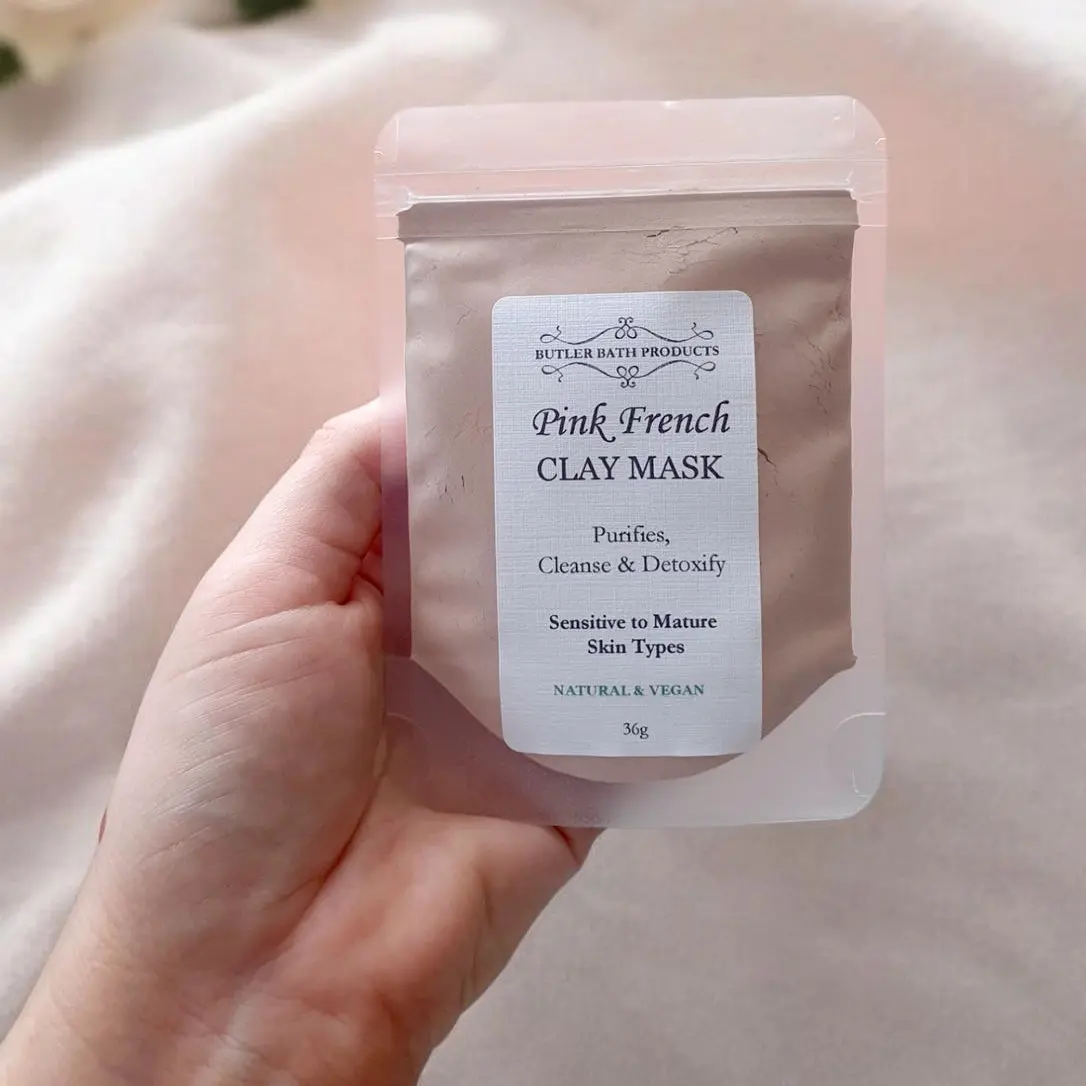 BUTLER BATH PRODUCTS
Pink French
CLAY MASK
Purifies,
Cleanse & Detoxify
Sensitive to Mature
Skin Types
NATURAL & VEGAN
36g